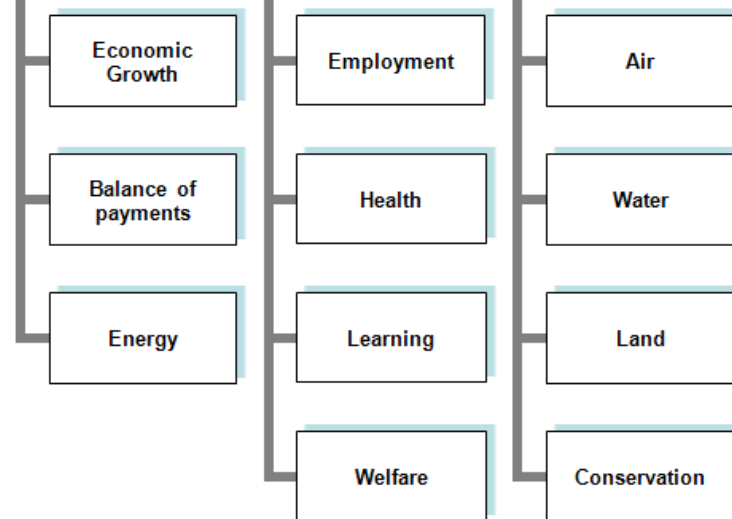 Economic
Growth
Balance of
payments
Energy
Employment
Health
Learning
Welfare
Air
Water
Land
Conservation